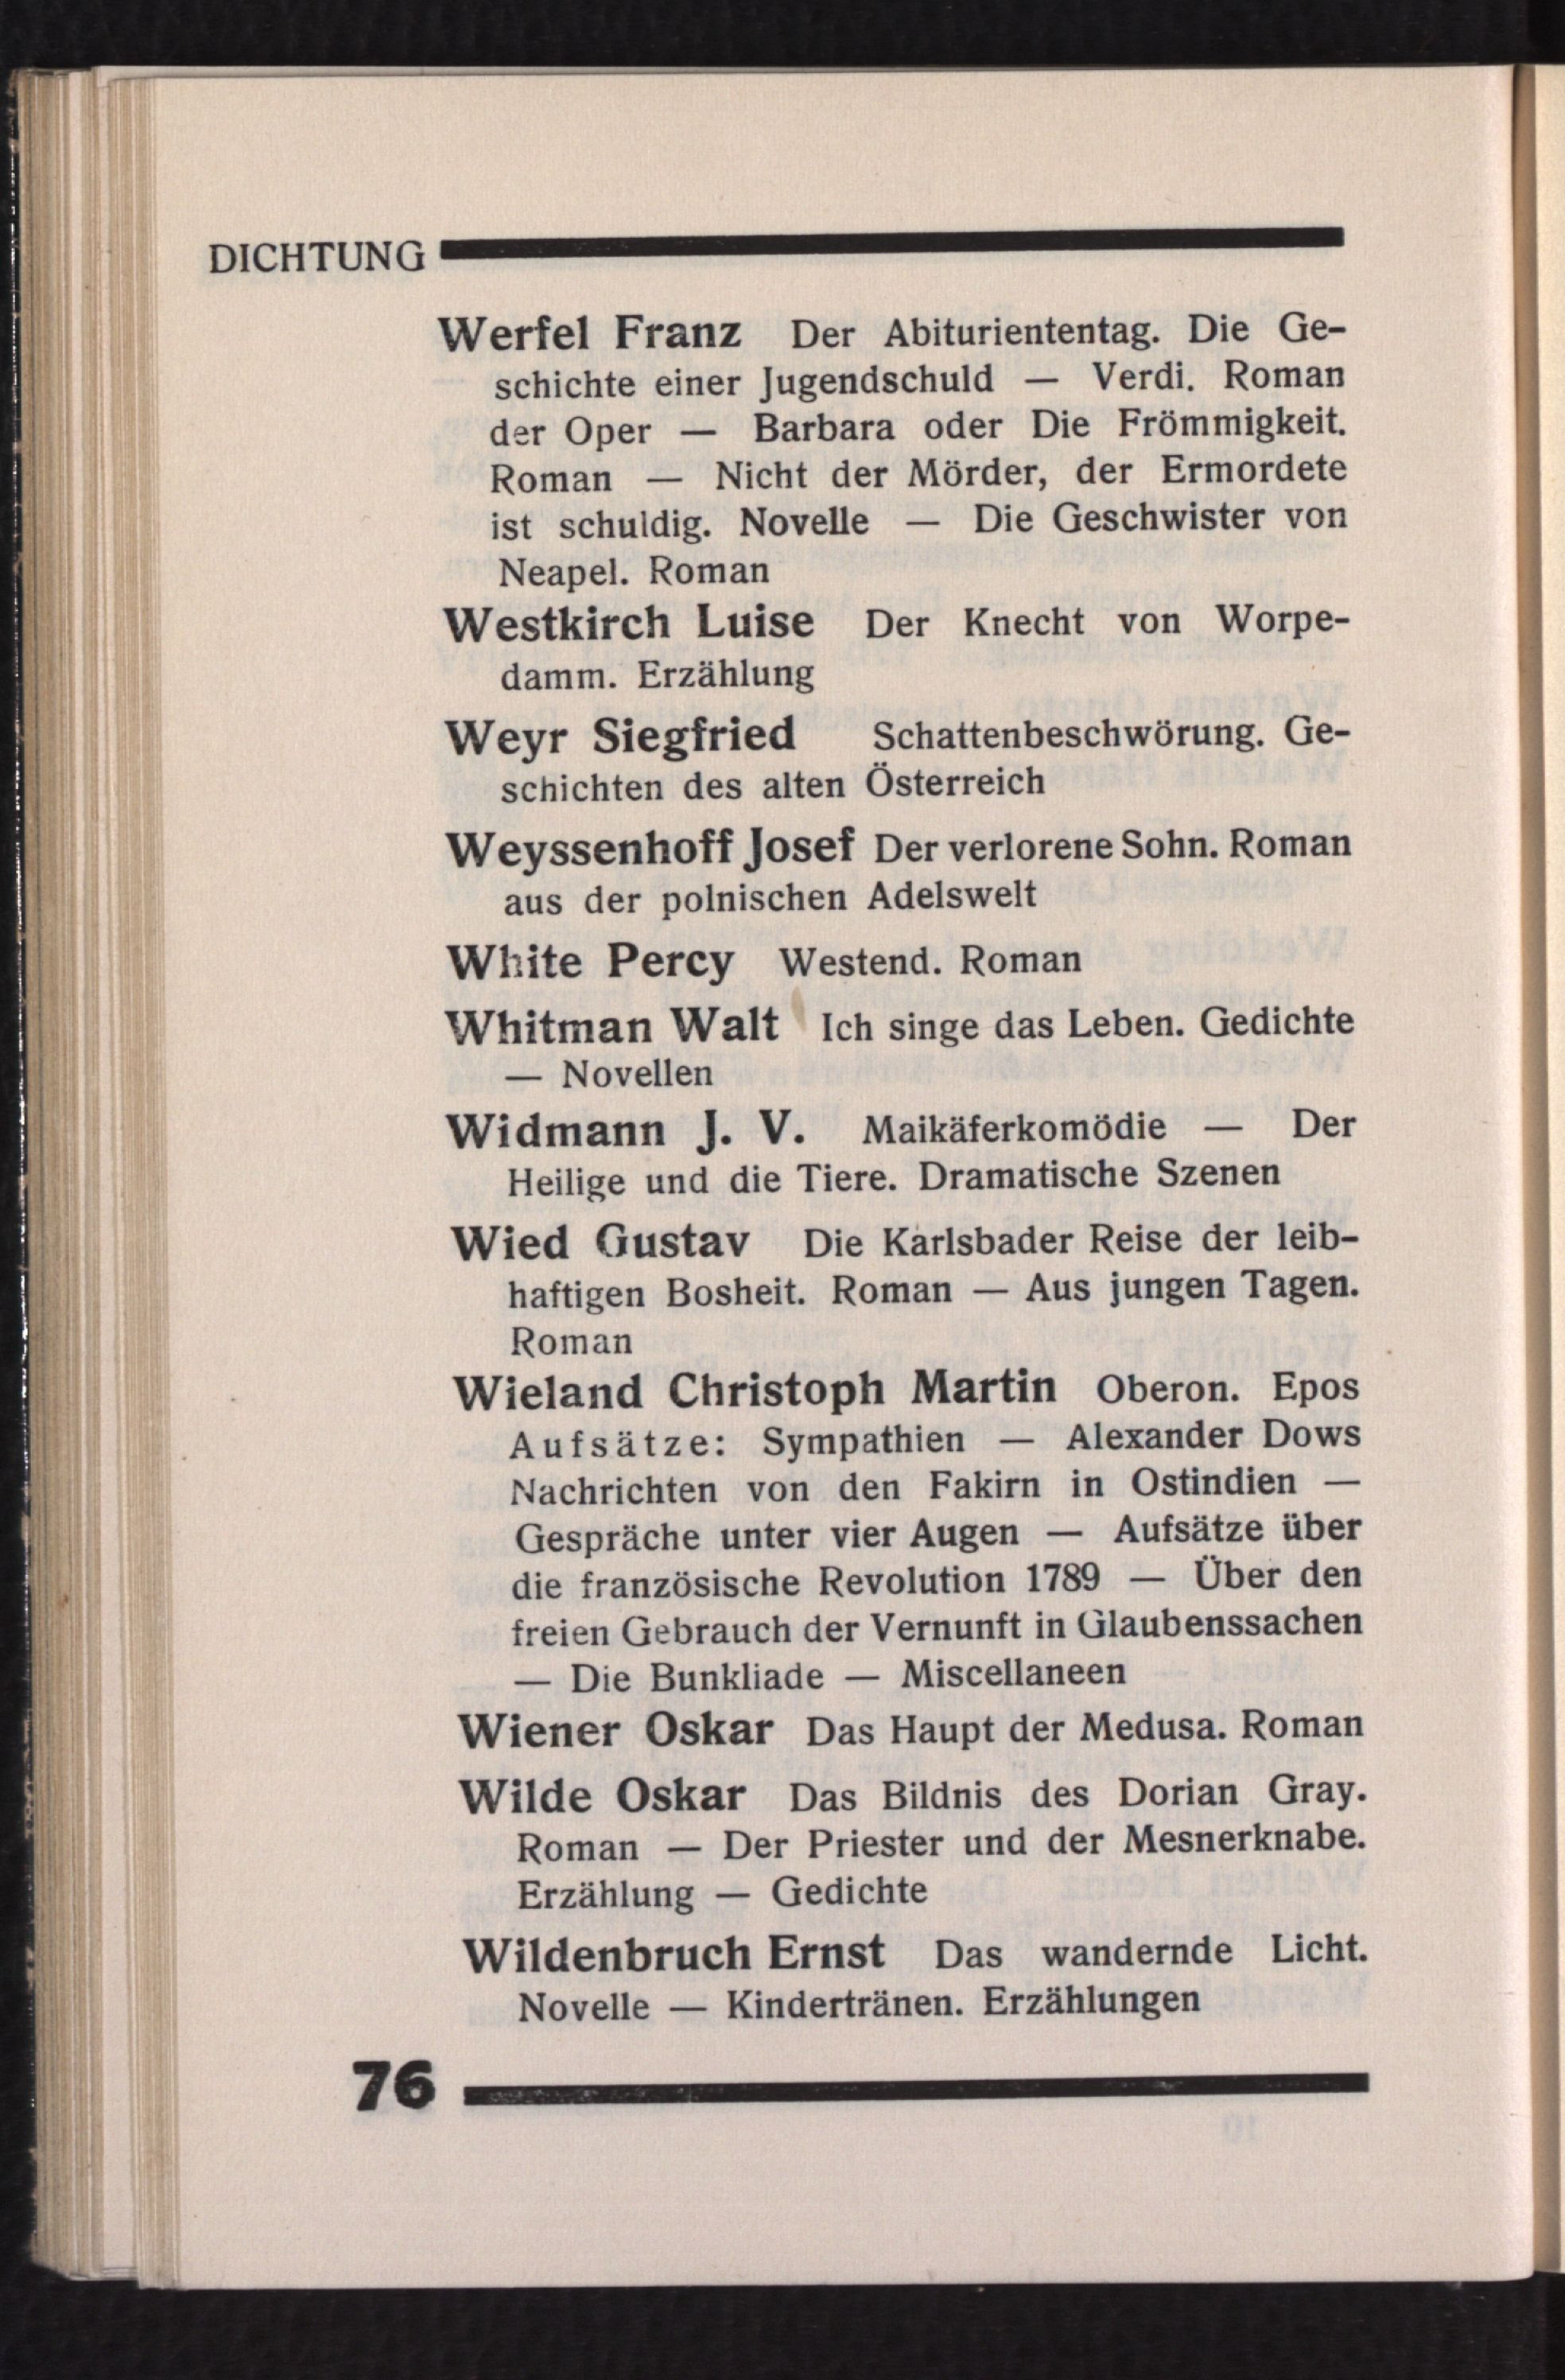 DICHTUNG
Werfel Franz Der Abituriententag. Die Ge-
schichte einer Jugendschuld — Verdi. Roman
der Oper — Barbara oder Die Frömmigkeit.
Roman — Nicht der Mörder, der Ermordete
ist schuldig. Novelle — Die Geschwister von
Neapel. Roman
Westkirch Luise Der Knecht von Worpe-
damm. Erzählung
Weyr Siegfried Schattenbeschwörung. Ge-
schichten des alten Österreich
Weyssenhoff Josef Der verlorene Sohn. Roman
aus der polnischen Adelswelt
White Percy Westend. Roman
Whitman Walt Ich singe das Leben. Gedichte
— Novellen
Widmann J. V. Maikäferkomödie — Der
Heilige und die Tiere. Dramatische Szenen
Wied Gustav Die Karlsbader Reise der leib-
haftigen Bosheit. Roman — Aus jungen Tagen.
Roman
Wieland Christoph Martin Oberon. Epos
Aufsätze: Sympathien — Alexander Dows
Nachrichten von den Fakirn in Ostindien —
Gespräche unter vier Augen — Aufsätze über
die französische Revolution 1789 — Über den
freien Gebrauch der Vernunft in Glaubenssachen
— Die Bunkliade — Miscellaneen
Wiener Oskar Das Haupt der Medusa. Roman
Wilde Oskar Das Bildnis des Dorian Gray.
Roman — Der Priester und der Mesnerknabe.
Erzählung — Gedichte
Wildenbruch Ernst Das wandernde Licht.
Novelle — Kindertränen. Erzählungen
76